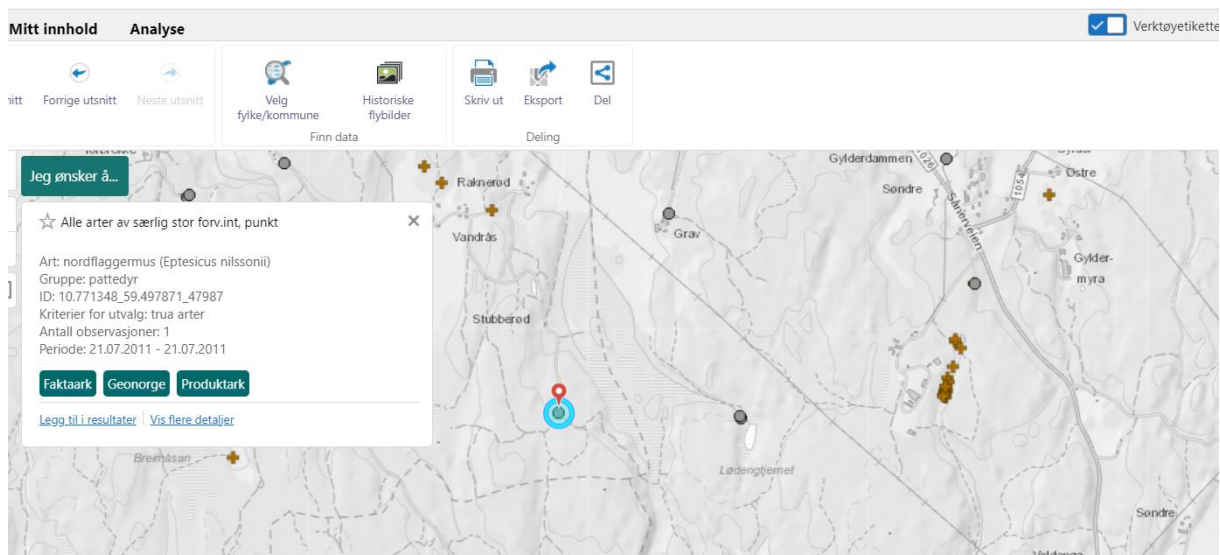 Mitt innhold Analyse
Verktøyetikette
nitt Forrige utsnitt Neste utsnitt
Velg fylke/kommune
Historiske flybilder
Skriv ut Eksport Del
Finn data
Deling
Jeg ønsker å...
Alle arter av særlig stor forv.int, punkt
Art: nordflaggermus (Eptesicus nilssonii)
Gruppe: pattedyr
ID: 10.771348_59.497871_47987
Kriterier for utvalg: trua arter
Antall observasjoner: 1
Periode: 21.07.2011 - 21.07.2011
Faktaark Geonorge Produktark
Legg til i resultater Vis flere detaljer
Raknerød
Vandrås
Stubberød
Grav
Gylderdammen
1026
Søndre
Sånerveien
1054
Østre
Gylder-
myra
Breimåsan
Lødengtjernet
Søndre